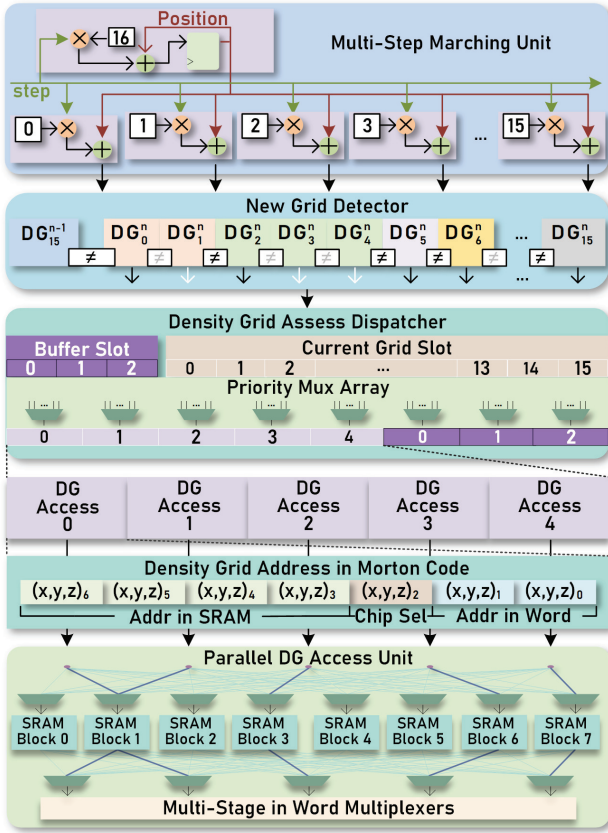 Position
16
Multi-Step Marching Unit
step
0 1 2 3 ... 15
New Grid Detector
DG₁₅ⁿ⁻¹ DG₀ⁿ DG₁ⁿ DG₂ⁿ DG₃ⁿ DG₄ⁿ DG₅ⁿ DG₆ⁿ ... DG₁₅ⁿ
≠ ≠ ≠ ≠ ≠ ≠ ≠ ≠ ≠
...
Density Grid Assess Dispatcher
Buffer Slot Current Grid Slot
0 1 2 0 1 2 ... 13 14 15
Priority Mux Array
... ... ... ... ... ... ... ...
0 1 2 3 4 0 1 2
DG Access 0
DG Access 1
DG Access 2
DG Access 3
DG Access 4
Density Grid Address in Morton Code
(x,y,z)₆ (x,y,z)₅ (x,y,z)₄ (x,y,z)₃ (x,y,z)₂ (x,y,z)₁ (x,y,z)₀
Addr in SRAM Chip Sel Addr in Word
Parallel DG Access Unit
SRAM Block 0
SRAM Block 1
SRAM Block 2
SRAM Block 3
SRAM Block 4
SRAM Block 5
SRAM Block 6
SRAM Block 7
Multi-Stage in Word Multiplexers